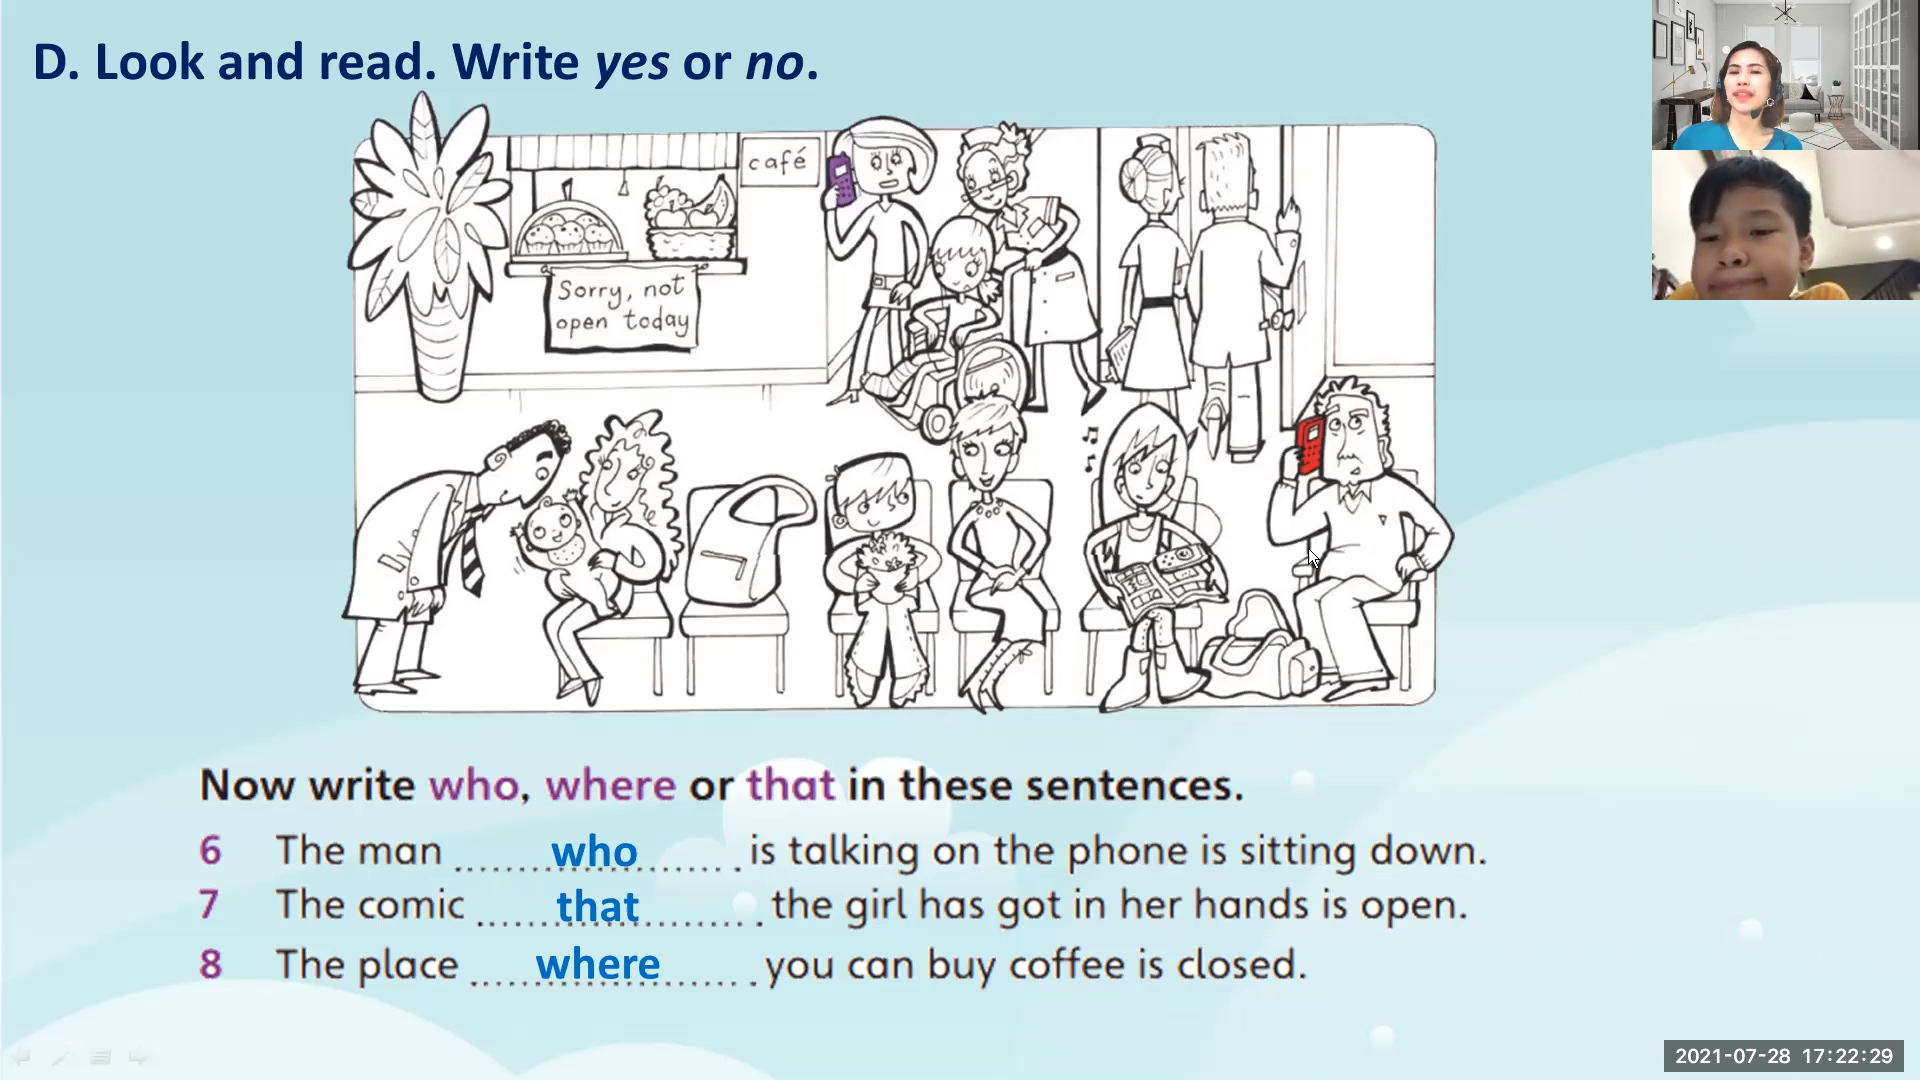 D. Look and read. Write yes or no.
café
Sorry, not
open today
Now write who, where or that in these sentences.
6 The man ......who....... is talking on the phone is sitting down.
7 The comic ......that........ the girl has got in her hands is open.
8 The place ......where....... you can buy coffee is closed.
2021-07-28 17:22:29